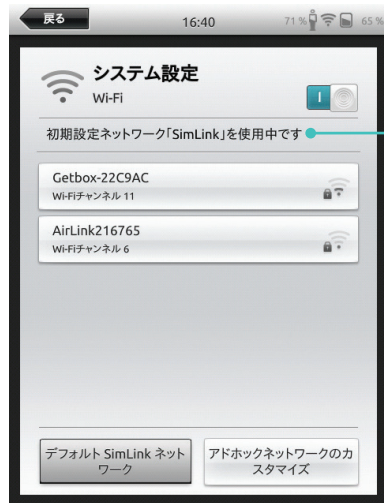 戻る 16:40 71 % 65 %
システム設定
Wi-Fi
I
初期設定ネットワーク「SimLink」を使用中です
Getbox-22C9AC
Wi-Fiチャンネル 11
AirLink216765
Wi-Fiチャンネル 6
デフォルト SimLink ネット
ワーク
アドホックネットワークのカ
スタマイズ